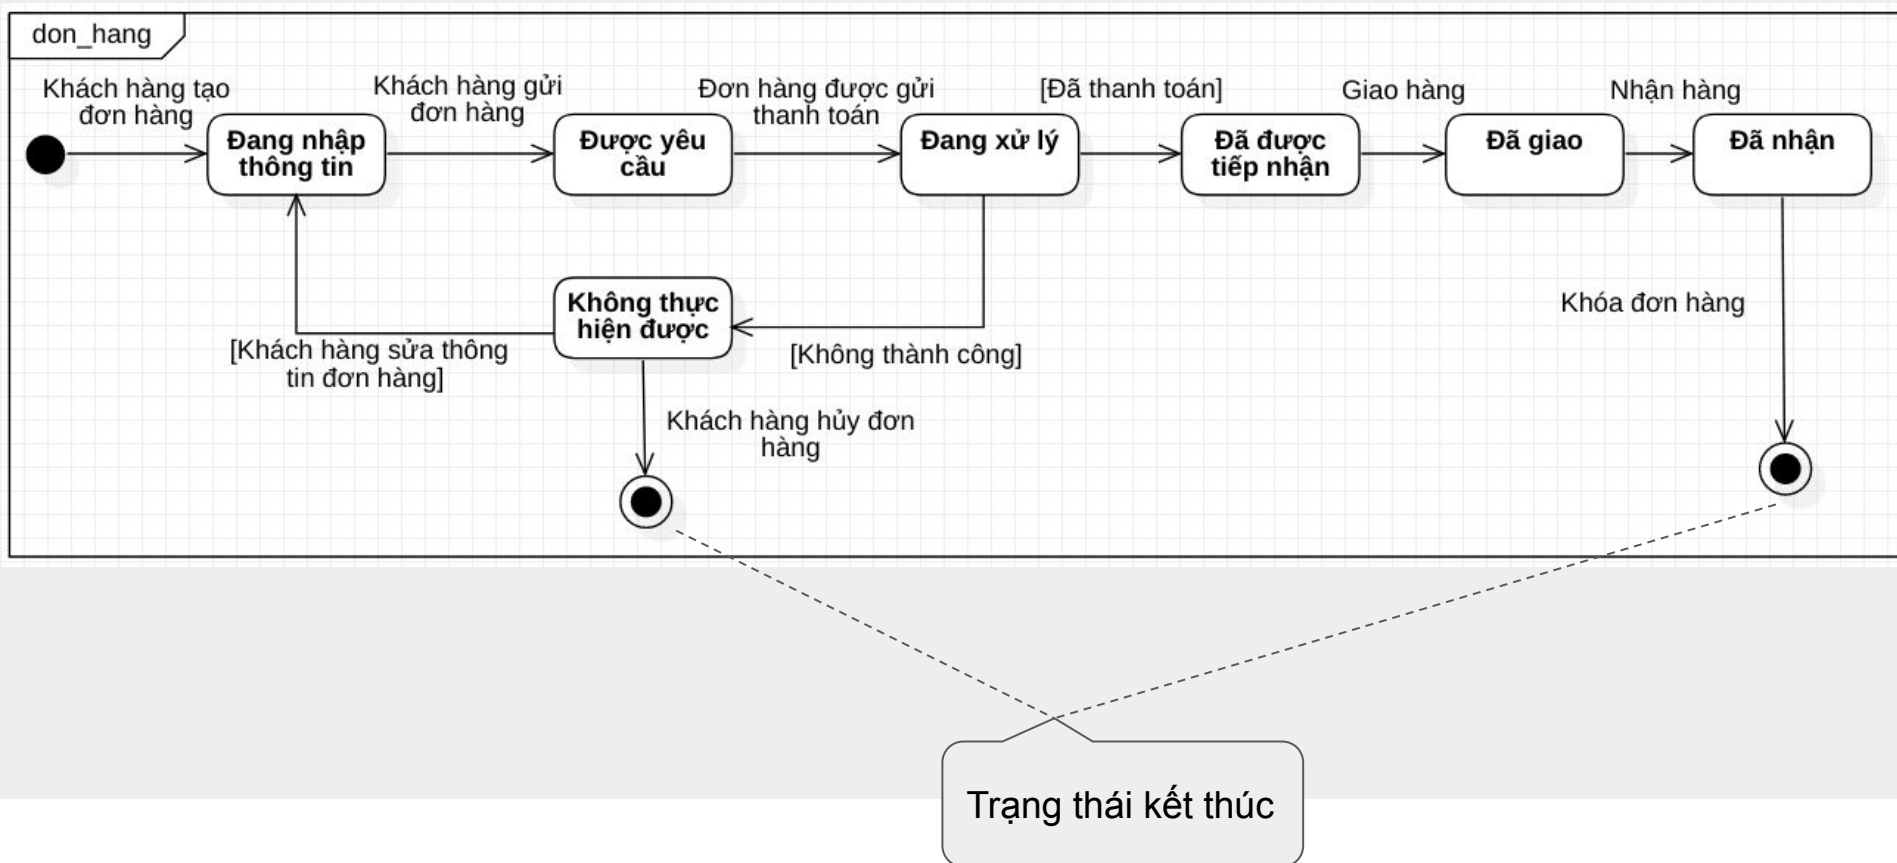 don_hang
Khách hàng tạo
đơn hàng
Khách hàng gửi
đơn hàng
Đơn hàng được gửi
thanh toán
[Đã thanh toán]
Giao hàng
Nhận hàng
Đang nhập
thông tin
Được yêu
cầu
Đang xử lý
Đã được
tiếp nhận
Đã giao
Đã nhận
Không thực
hiện được
Khóa đơn hàng
[Khách hàng sửa thông
tin đơn hàng]
[Không thành công]
Khách hàng hủy đơn
hàng
Trạng thái kết thúc